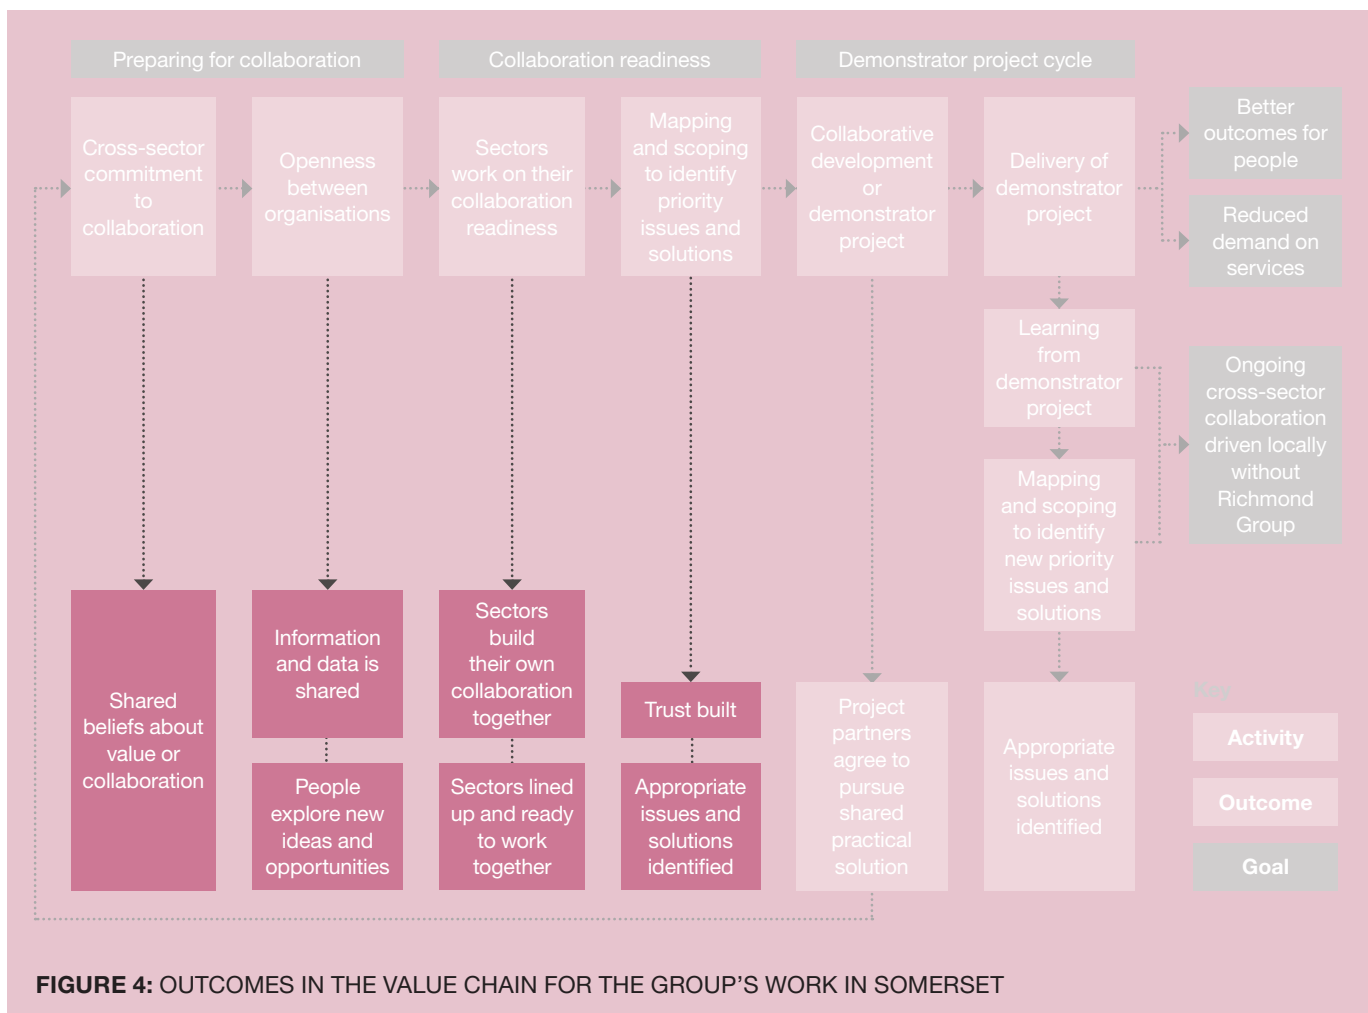 Preparing for collaboration
Collaboration readiness
Demonstrator project cycle
Cross-sector
commitment
to
collaboration
Openness
between
organisations
Sectors
work on their
collaboration
readiness
Mapping
and scoping
to identify
priority
issues and
solutions
Collaborative
development
or
demonstrator
project
Delivery of
demonstrator
project
Better
outcomes for
people
Reduced
demand on
services
Learning
from
demonstrator
project
Ongoing
cross-sector
collaboration
driven locally
without
Richmond
Group
Mapping
and scoping
to identify
new priority
issues and
solutions
Shared
beliefs about
value or
collaboration
Information
and data is
shared
People
explore new
ideas and
opportunities
Sectors
build
their own
collaboration
together
Sectors lined
up and ready
to work
together
Trust built
Appropriate
issues and
solutions
identified
Project
partners
agree to
pursue
shared
practical
solution
Appropriate
issues and
solutions
identified
Key
Activity
Outcome
Goal
FIGURE 4: OUTCOMES IN THE VALUE CHAIN FOR THE GROUP'S WORK IN SOMERSET